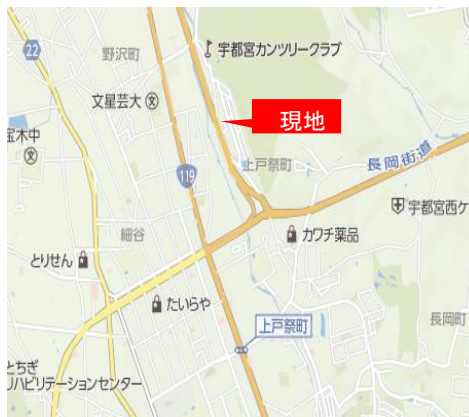 22
野沢町
宇都宮カンツリークラブ
文星芸大
現地
宝木中
上戸祭町
長岡街道
119
宇都宮西ケ
細谷
カワチ薬品
とりせん
たいらや
長岡町
上戸祭町
とちぎ
リハビリテーションセンター